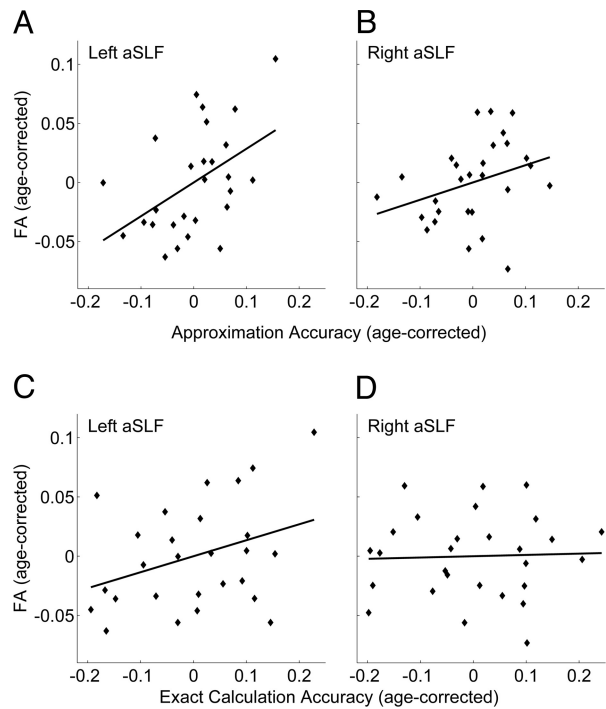 A
B
Left aSLF
Right aSLF
0.1
0.05
0
-0.05
FA (age-corrected)
-0.2 -0.1 0 0.1 0.2
-0.2 -0.1 0 0.1 0.2
Approximation Accuracy (age-corrected)
C
D
Left aSLF
Right aSLF
0.1
0.05
0
-0.05
FA (age-corrected)
-0.2 -0.1 0 0.1 0.2
-0.2 -0.1 0 0.1 0.2
Exact Calculation Accuracy (age-corrected)